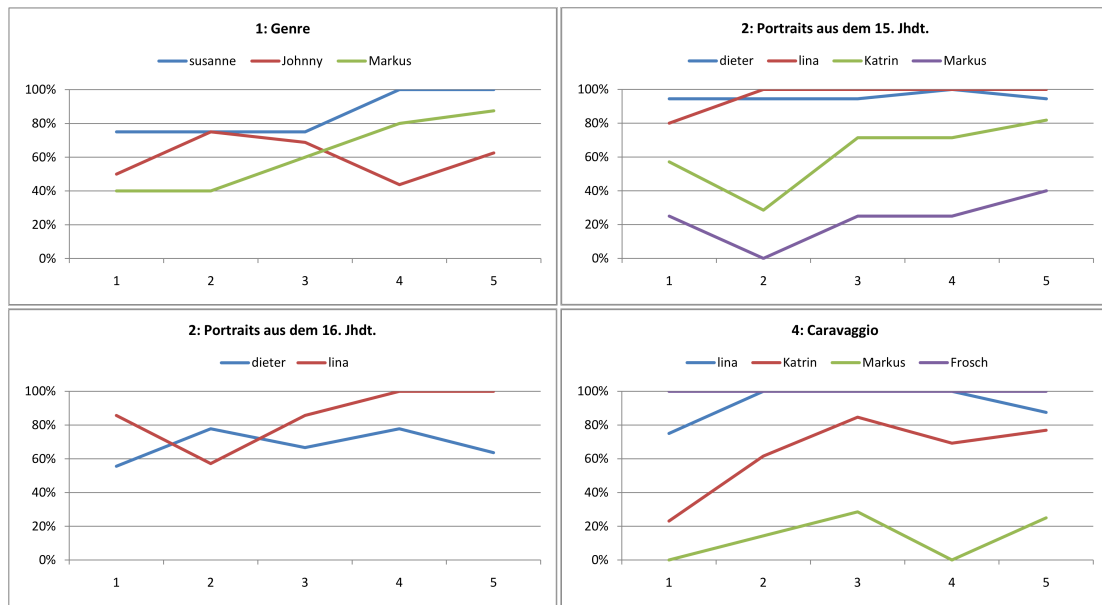 1: Genre
susanne Johnny Markus
100%
80%
60%
40%
20%
0%
1 2 3 4 5
2: Portraits aus dem 15. Jhdt.
dieter lina Katrin Markus
100%
80%
60%
40%
20%
0%
1 2 3 4 5
2: Portraits aus dem 16. Jhdt.
dieter lina
100%
80%
60%
40%
20%
0%
1 2 3 4 5
4: Caravaggio
lina Katrin Markus Frosch
100%
80%
60%
40%
20%
0%
1 2 3 4 5